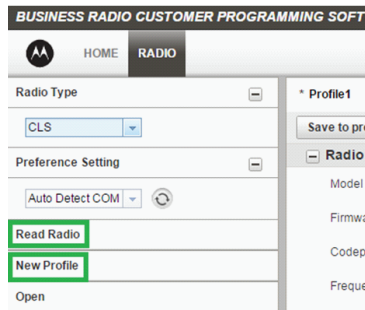 BUSINESS RADIO CUSTOMER PROGRAMMING SOFT
HOME RADIO
Radio Type
CLS
Preference Setting
Auto Detect COM
Read Radio
New Profile
Open
* Profile1
Save to pr
Radio
Model
Firmwa
Codep
Freque